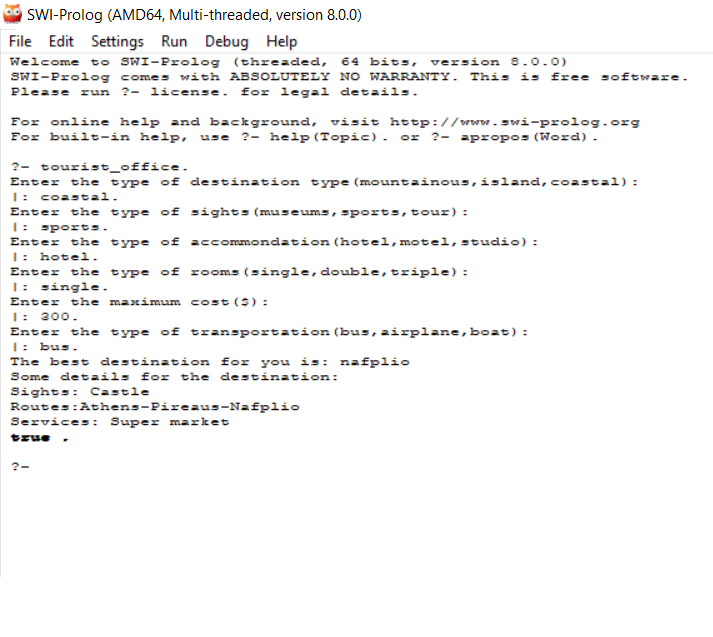 SWI-Prolog (AMD64, Multi-threaded, version 8.0.0)
File Edit Settings Run Debug Help
Welcome to SWI-Prolog (threaded, 64 bits, version 8.0.0)
SWI-Prolog comes with ABSOLUTELY NO WARRANTY. This is free software.
Please run ?- license. for legal details.
For online help and background, visit http://www.swi-prolog.org
For built-in help, use ?- help(Topic). or ?- apropos(Word).
?- tourist_office.
Enter the type of destination type(mountainous,island,coastal):
|: coastal.
Enter the type of sights(museums,sports,tour):
|: sports.
Enter the type of accommondation(hotel,motel,studio):
|: hotel.
Enter the type of rooms(single,double,triple):
|: single.
Enter the maximum cost($):
|: 300.
Enter the type of transportation(bus,airplane,boat):
|: bus.
The best destination for you is: nafplio
Some details for the destination:
Sights: Castle
Routes:Athens-Pireaus-Nafplio
Services: Super market
true .
?-